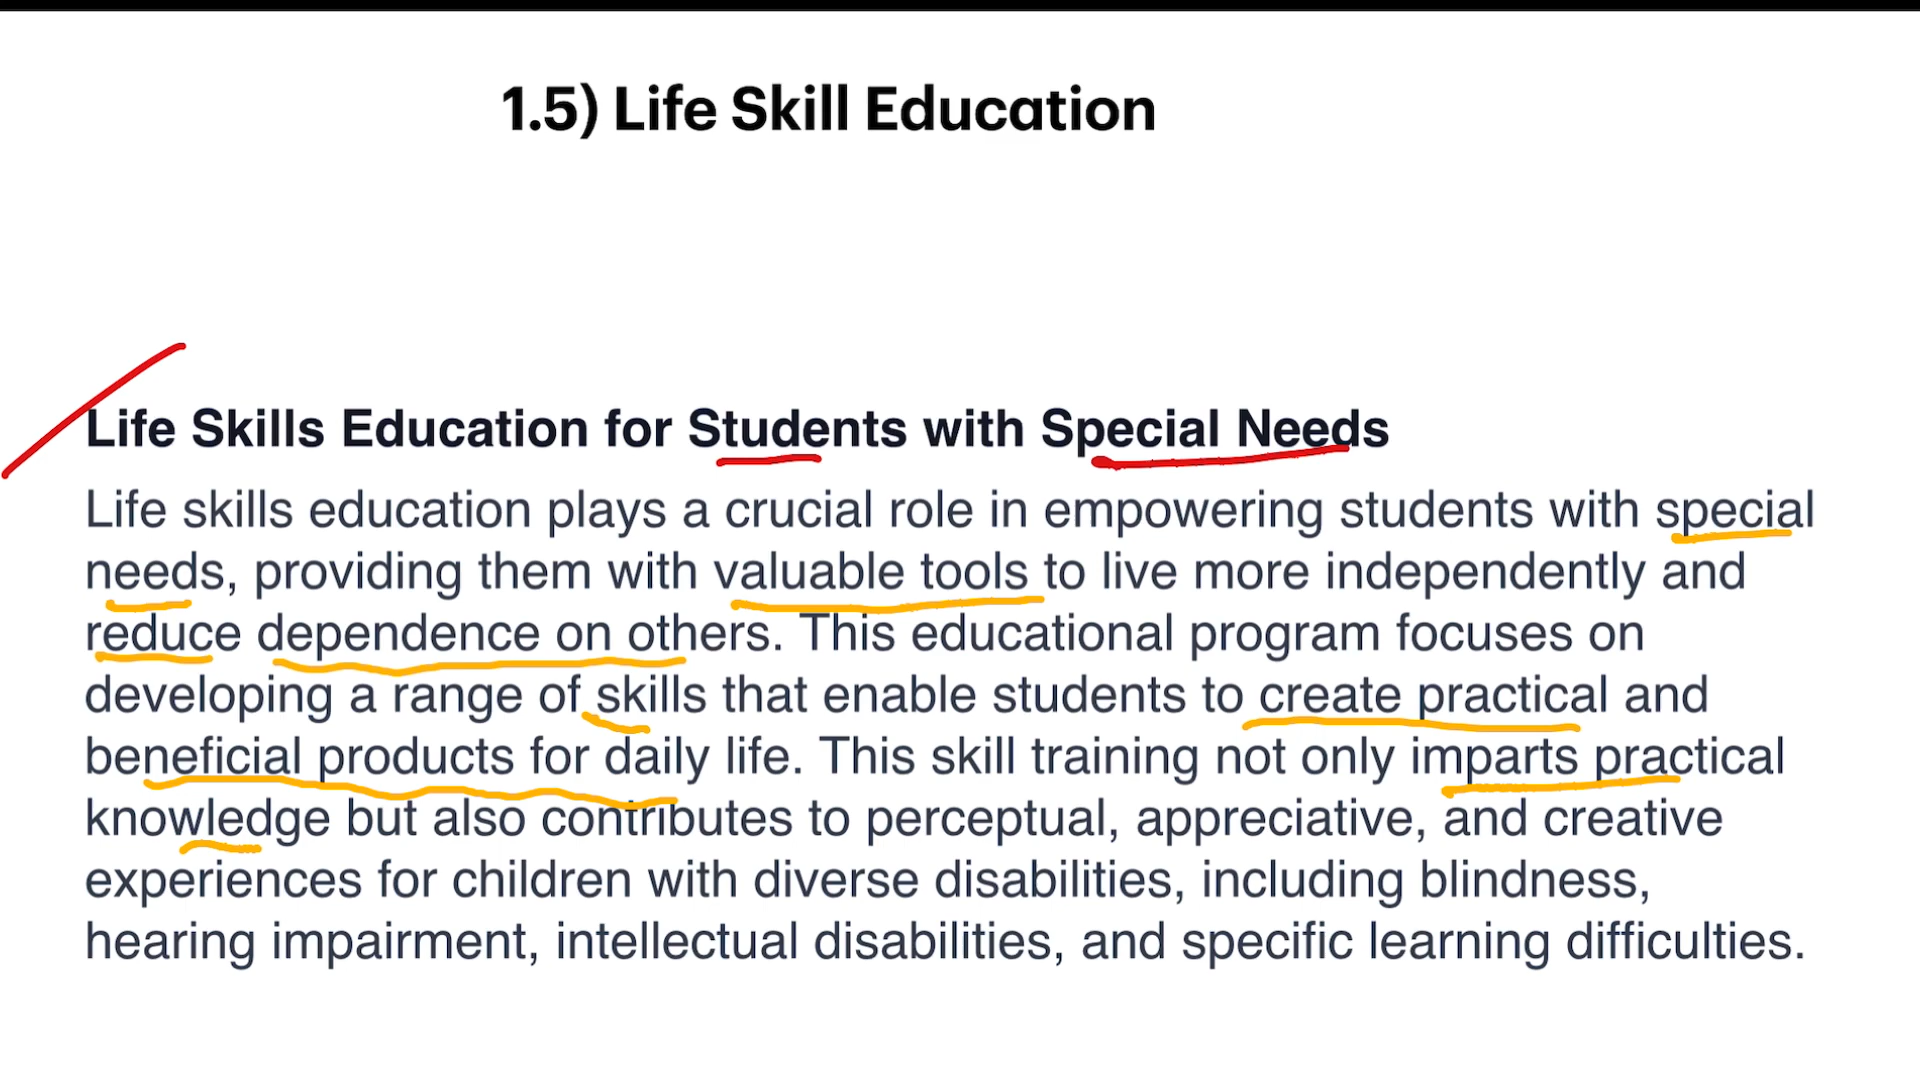 1.5) Life Skill Education
Life Skills Education for Students with Special Needs
Life skills education plays a crucial role in empowering students with special
needs, providing them with valuable tools to live more independently and
reduce dependence on others. This educational program focuses on
developing a range of skills that enable students to create practical and
beneficial products for daily life. This skill training not only imparts practical
knowledge but also contributes to perceptual, appreciative, and creative
experiences for children with diverse disabilities, including blindness,
hearing impairment, intellectual disabilities, and specific learning difficulties.